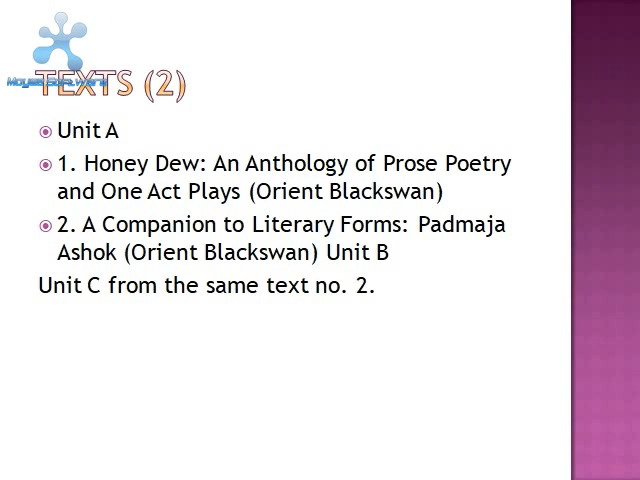 TEXTS (2)
Unit A
1. Honey Dew: An Anthology of Prose Poetry
and One Act Plays (Orient Blackswan)
2. A Companion to Literary Forms: Padmaja
Ashok (Orient Blackswan) Unit B
Unit C from the same text no. 2.